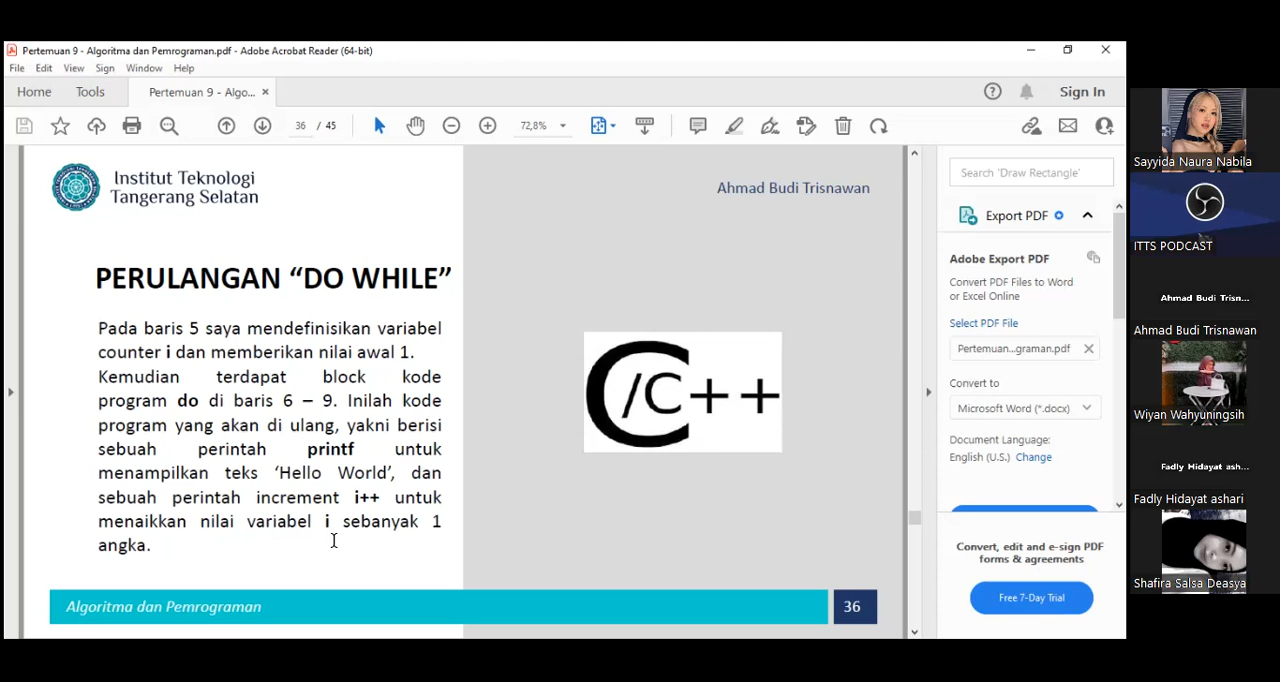 Pertemuan 9 - Algoritma dan Pemrograman.pdf - Adobe Acrobat Reader (64-bit)
File Edit View Sign Window Help
Home Tools Pertemuan 9 - Algo... ×
Sign In
36 / 45
72,8%
Institut Teknologi
Tangerang Selatan
Ahmad Budi Trisnawan
PERULANGAN “DO WHILE”
Pada baris 5 saya mendefinisikan variabel
counter i dan memberikan nilai awal 1.
Kemudian terdapat block kode
program do di baris 6 – 9. Inilah kode
program yang akan di ulang, yakni berisi
sebuah perintah printf untuk
menampilkan teks ‘Hello World’, dan
sebuah perintah increment i++ untuk
menaikkan nilai variabel i sebanyak 1
angka.
C/C++
Algoritma dan Pemrograman
36
Search 'Draw Rectangle'
Export PDF
Adobe Export PDF
Convert PDF Files to Word
or Excel Online
Select PDF File
Pertemuan...graman.pdf
Convert to
Microsoft Word (*.docx)
Document Language:
English (U.S.) Change
Convert, edit and e-sign PDF
forms & agreements
Free 7-Day Trial
Sayyida Naura Nabila
ITTS PODCAST
Ahmad Budi Trisn...
Ahmad Budi Trisnawan
Wiyan Wahyuningsih
Fadly Hidayat ash...
Fadly Hidayat ashari
Shafira Salsa Deasya